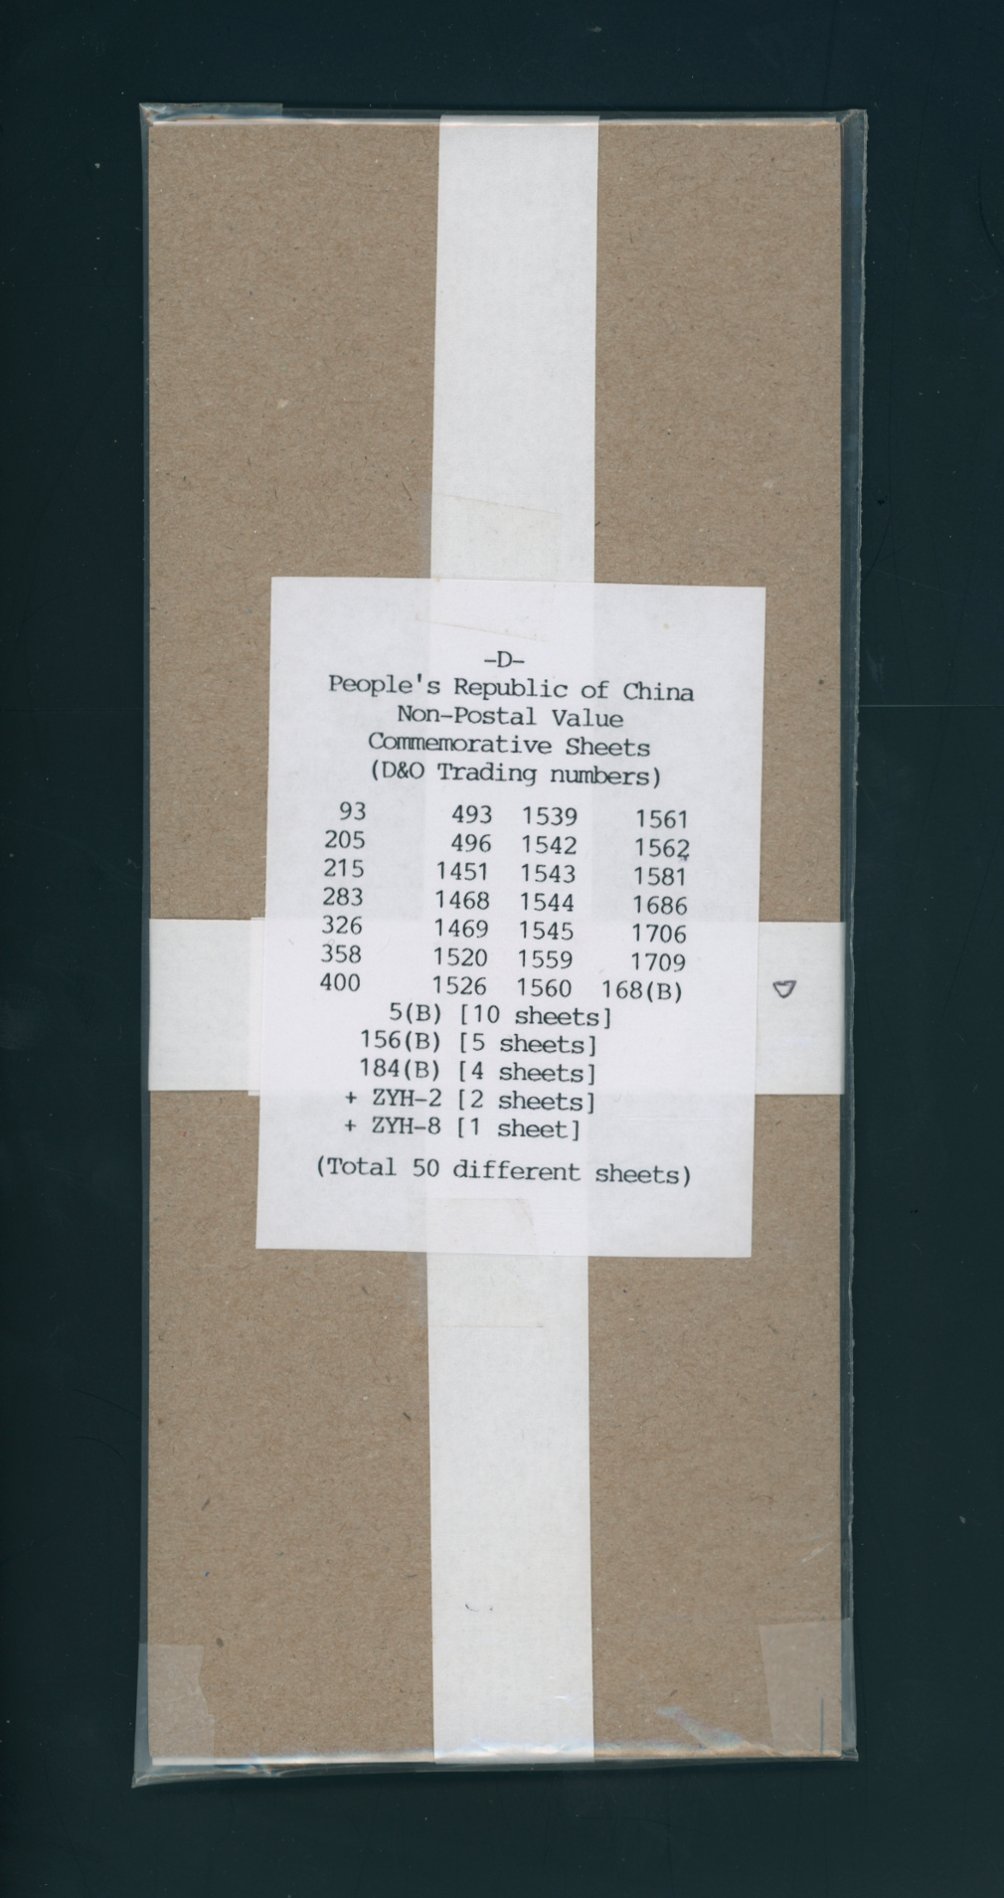 -D-
People's Republic of China
Non-Postal Value
Commemorative Sheets
(D&O Trading numbers)
93 493 1539 1561
205 496 1542 1562
215 1451 1543 1581
283 1468 1544 1686
326 1469 1545 1706
358 1520 1559 1709
400 1526 1560 168(B)
5(B) [10 sheets]
156(B) [5 sheets]
184(B) [4 sheets]
+ ZYH-2 [2 sheets]
+ ZYH-8 [1 sheet]
(Total 50 different sheets)